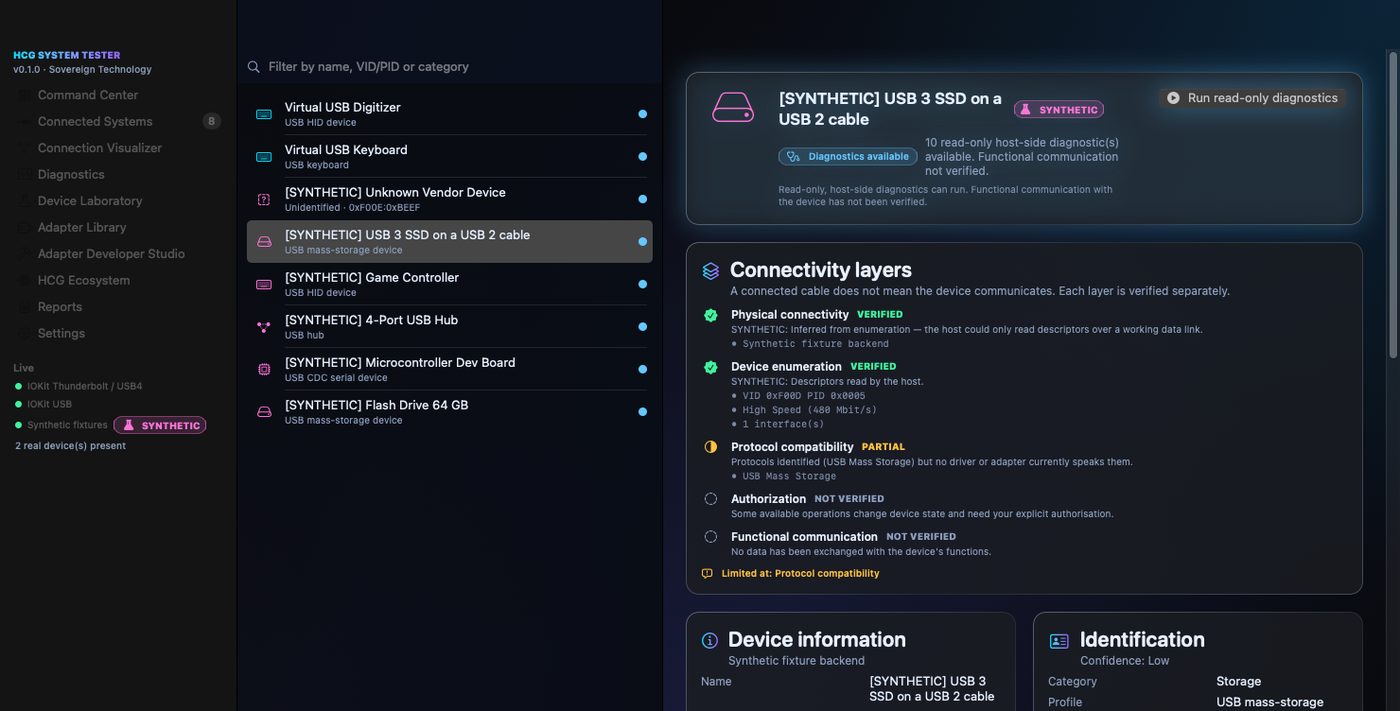 HCG SYSTEM TESTER
v0.1.0 · Sovereign Technology
Command Center
Connected Systems 8
Connection Visualizer
Diagnostics
Device Laboratory
Adapter Library
Adapter Developer Studio
HCG Ecosystem
Reports
Settings
Live
IOKit Thunderbolt / USB4
IOKit USB
Synthetic fixtures SYNTHETIC
2 real device(s) present
Filter by name, VID/PID or category
Virtual USB Digitizer
USB HID device
Virtual USB Keyboard
USB keyboard
[SYNTHETIC] Unknown Vendor Device
Unidentified · 0xF00E:0xBEEF
[SYNTHETIC] USB 3 SSD on a USB 2 cable
USB mass-storage device
[SYNTHETIC] Game Controller
USB HID device
[SYNTHETIC] 4-Port USB Hub
USB hub
[SYNTHETIC] Microcontroller Dev Board
USB CDC serial device
[SYNTHETIC] Flash Drive 64 GB
USB mass-storage device
[SYNTHETIC] USB 3 SSD on a
USB 2 cable
SYNTHETIC
Run read-only diagnostics
Diagnostics available
10 read-only host-side diagnostic(s)
available. Functional communication
not verified.
Read-only, host-side diagnostics can run. Functional communication with
the device has not been verified.
Connectivity layers
A connected cable does not mean the device communicates. Each layer is verified separately.
Physical connectivity VERIFIED
SYNTHETIC: Inferred from enumeration — the host could only read descriptors over a working data link.
• Synthetic fixture backend
Device enumeration VERIFIED
SYNTHETIC: Descriptors read by the host.
• VID 0xF00D PID 0x0005
• High Speed (480 Mbit/s)
• 1 interface(s)
Protocol compatibility PARTIAL
Protocols identified (USB Mass Storage) but no driver or adapter currently speaks them.
• USB Mass Storage
Authorization NOT VERIFIED
Some available operations change device state and need your explicit authorisation.
Functional communication NOT VERIFIED
No data has been exchanged with the device's functions.
Limited at: Protocol compatibility
Device information
Synthetic fixture backend
Name [SYNTHETIC] USB 3
SSD on a USB 2 cable
Identification
Confidence: Low
Category Storage
Profile USB mass-storage